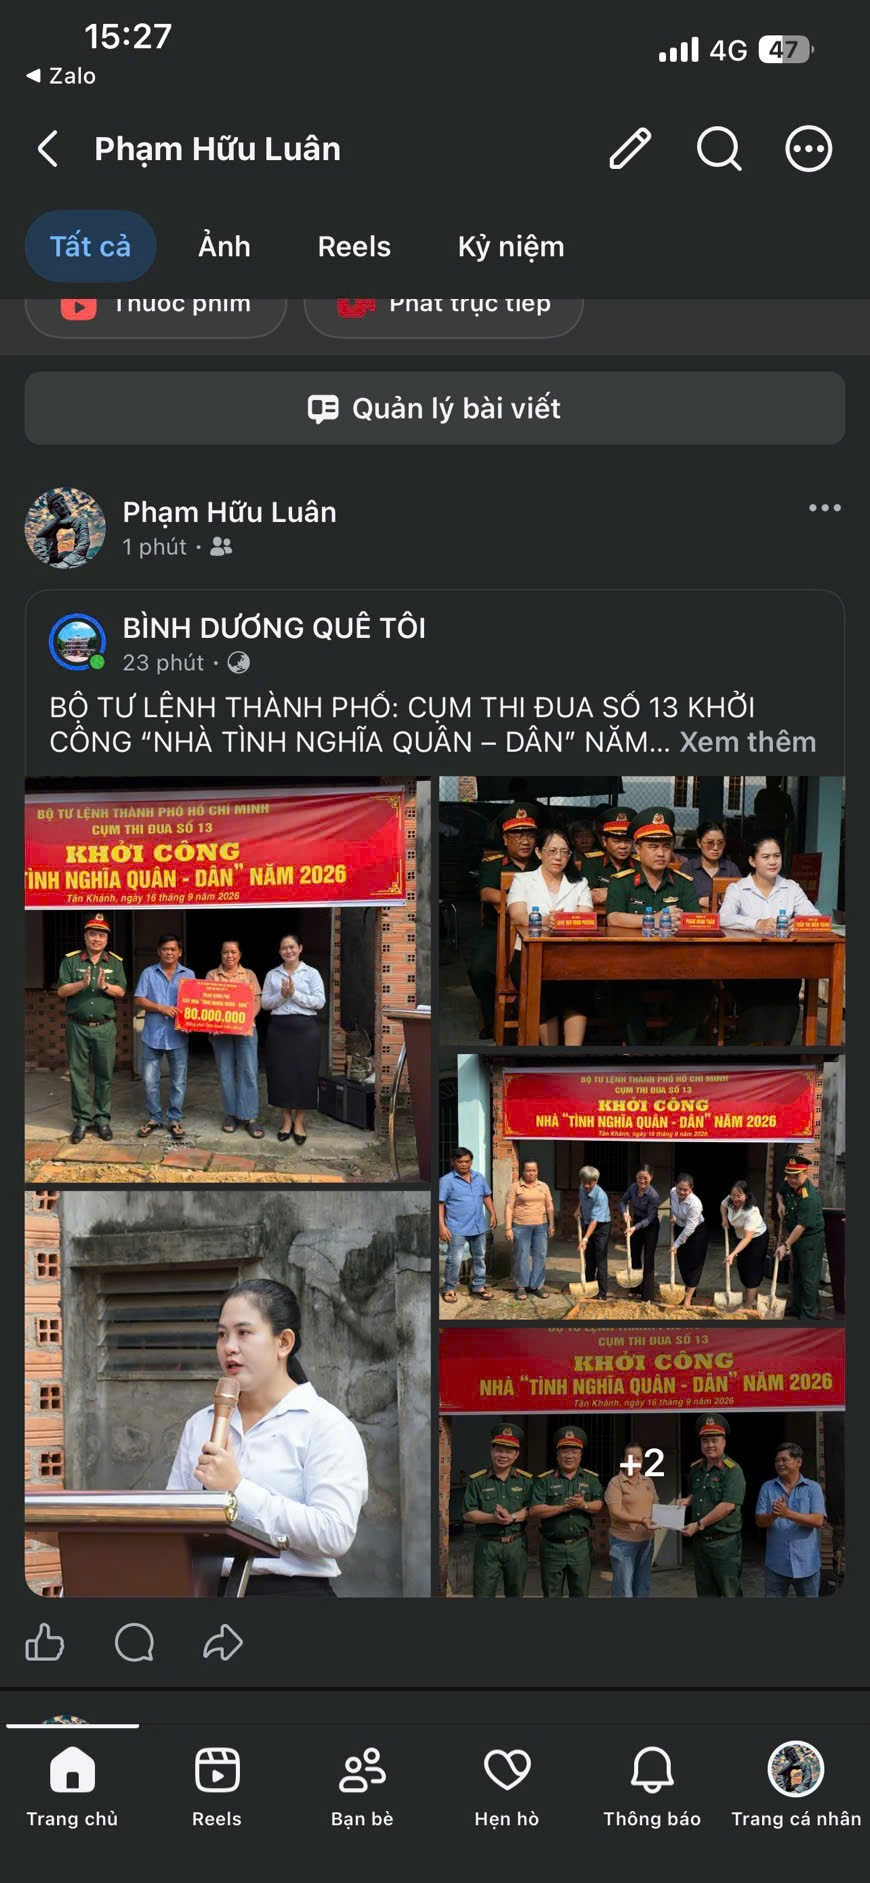 15:27
4G 47
Zalo
Phạm Hữu Luân
Tất cả Ảnh Reels Kỷ niệm
Thước phim Phát trực tiếp
Quản lý bài viết
Phạm Hữu Luân
1 phút
BÌNH DƯƠNG QUÊ TÔI
23 phút
BỘ TƯ LỆNH THÀNH PHỐ: CỤM THI ĐUA SỐ 13 KHỞI
CÔNG “NHÀ TÌNH NGHĨA QUÂN – DÂN” NĂM... Xem thêm
BỘ TƯ LỆNH THÀNH PHỐ HỒ CHÍ MINH
CỤM THI ĐUA SỐ 13
KHỞI CÔNG
TÌNH NGHĨA QUÂN - DÂN” NĂM 2026
Tân Khánh, ngày 16 tháng 9 năm 2026
80.000.000
BỘ TƯ LỆNH THÀNH PHỐ HỒ CHÍ MINH
CỤM THI ĐUA SỐ 13
KHỞI CÔNG
NHÀ “TÌNH NGHĨA QUÂN - DÂN” NĂM 2026
Tân Khánh, ngày 16 tháng 9 năm 2026
CỤM THI ĐUA SỐ 13
KHỞI CÔNG
NHÀ “TÌNH NGHĨA QUÂN - DÂN” NĂM 2026
Tân Khánh, ngày 16 tháng 9 năm 2026
+2
Trang chủ Reels Bạn bè Hẹn hò Thông báo Trang cá nhân